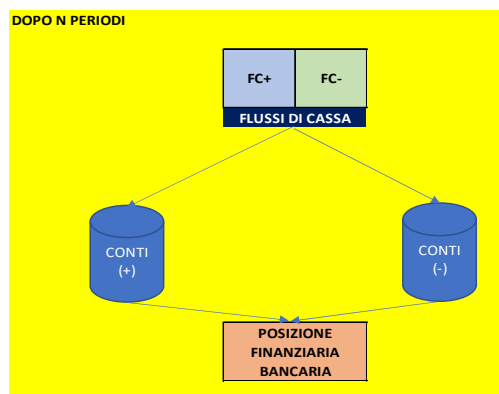 DOPO N PERIODI
FC+ FC-
FLUSSI DI CASSA
CONTI
(+)
CONTI
(-)
POSIZIONE
FINANZIARIA
BANCARIA